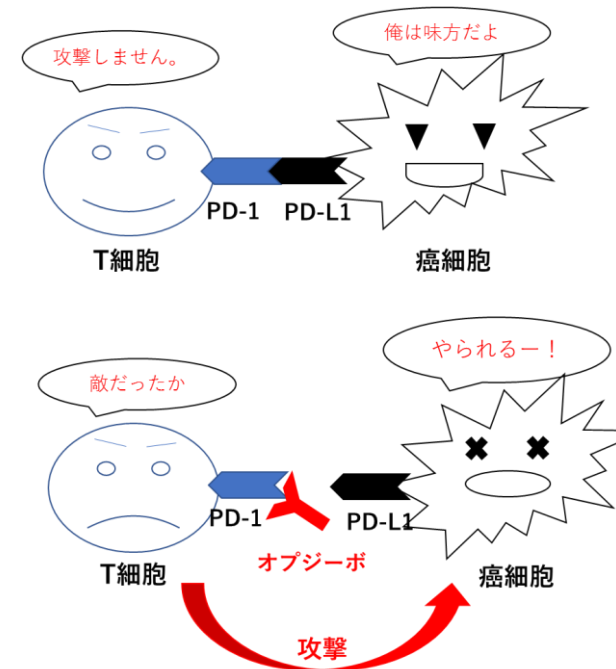 攻撃しません。
俺は味方だよ
PD-1
PD-L1
T細胞
癌細胞
敵だったか
やられるー！
PD-1
PD-L1
オプジーボ
T細胞
癌細胞
攻撃